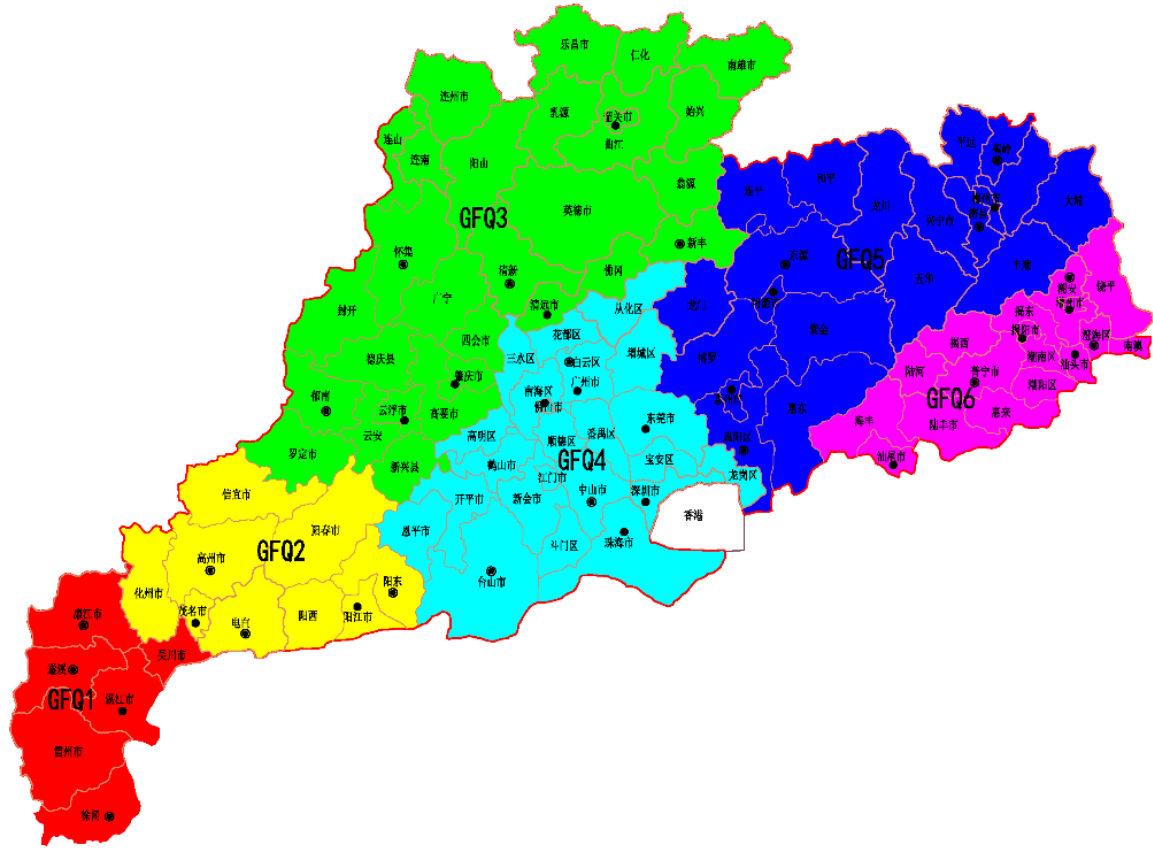 乐昌市
仁化
南雄市
连州市
乳源
始兴
韶关市
曲江
连山
连南
阳山
翁源
英德市
GFQ3
新丰
怀集
清新
佛冈
广宁
清远市
封开
四会市
德庆县
肇庆市
郁南
云浮市
高要市
云安
罗定市
新兴县
平远
蕉岭
连平
和平
龙川
兴宁市
梅县
大埔
东源
GFQ5
五华
丰顺
龙门
紫金
博罗
惠东
惠阳区
从化区
花都区
三水区
白云区
增城区
南海区
广州市
佛山市
东莞市
高明区
顺德区
番禺区
鹤山市
GFQ4
宝安区
龙岗区
江门市
开平市
新会市
中山市
深圳市
香港
恩平市
斗门区
珠海市
台山市
潮安
饶平
潮州市
揭东
揭阳市
揭西
澄海区
南澳
潮南区
汕头市
陆河
普宁市
潮阳区
GFQ6
惠来
海丰
陆丰市
汕尾市
信宜市
阳春市
GFQ2
高州市
化州市
阳东
茂名市
电白
阳西
阳江市
廉江市
吴川市
遂溪
GFQ1
湛江市
雷州市
徐闻